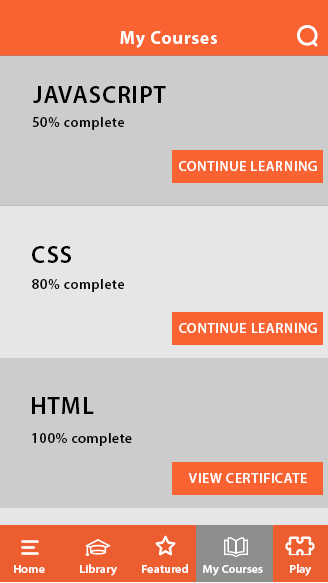 My Courses
JAVASCRIPT
50% complete
CONTINUE LEARNING
CSS
80% complete
CONTINUE LEARNING
HTML
100% complete
VIEW CERTIFICATE
Home Library Featured My Courses Play